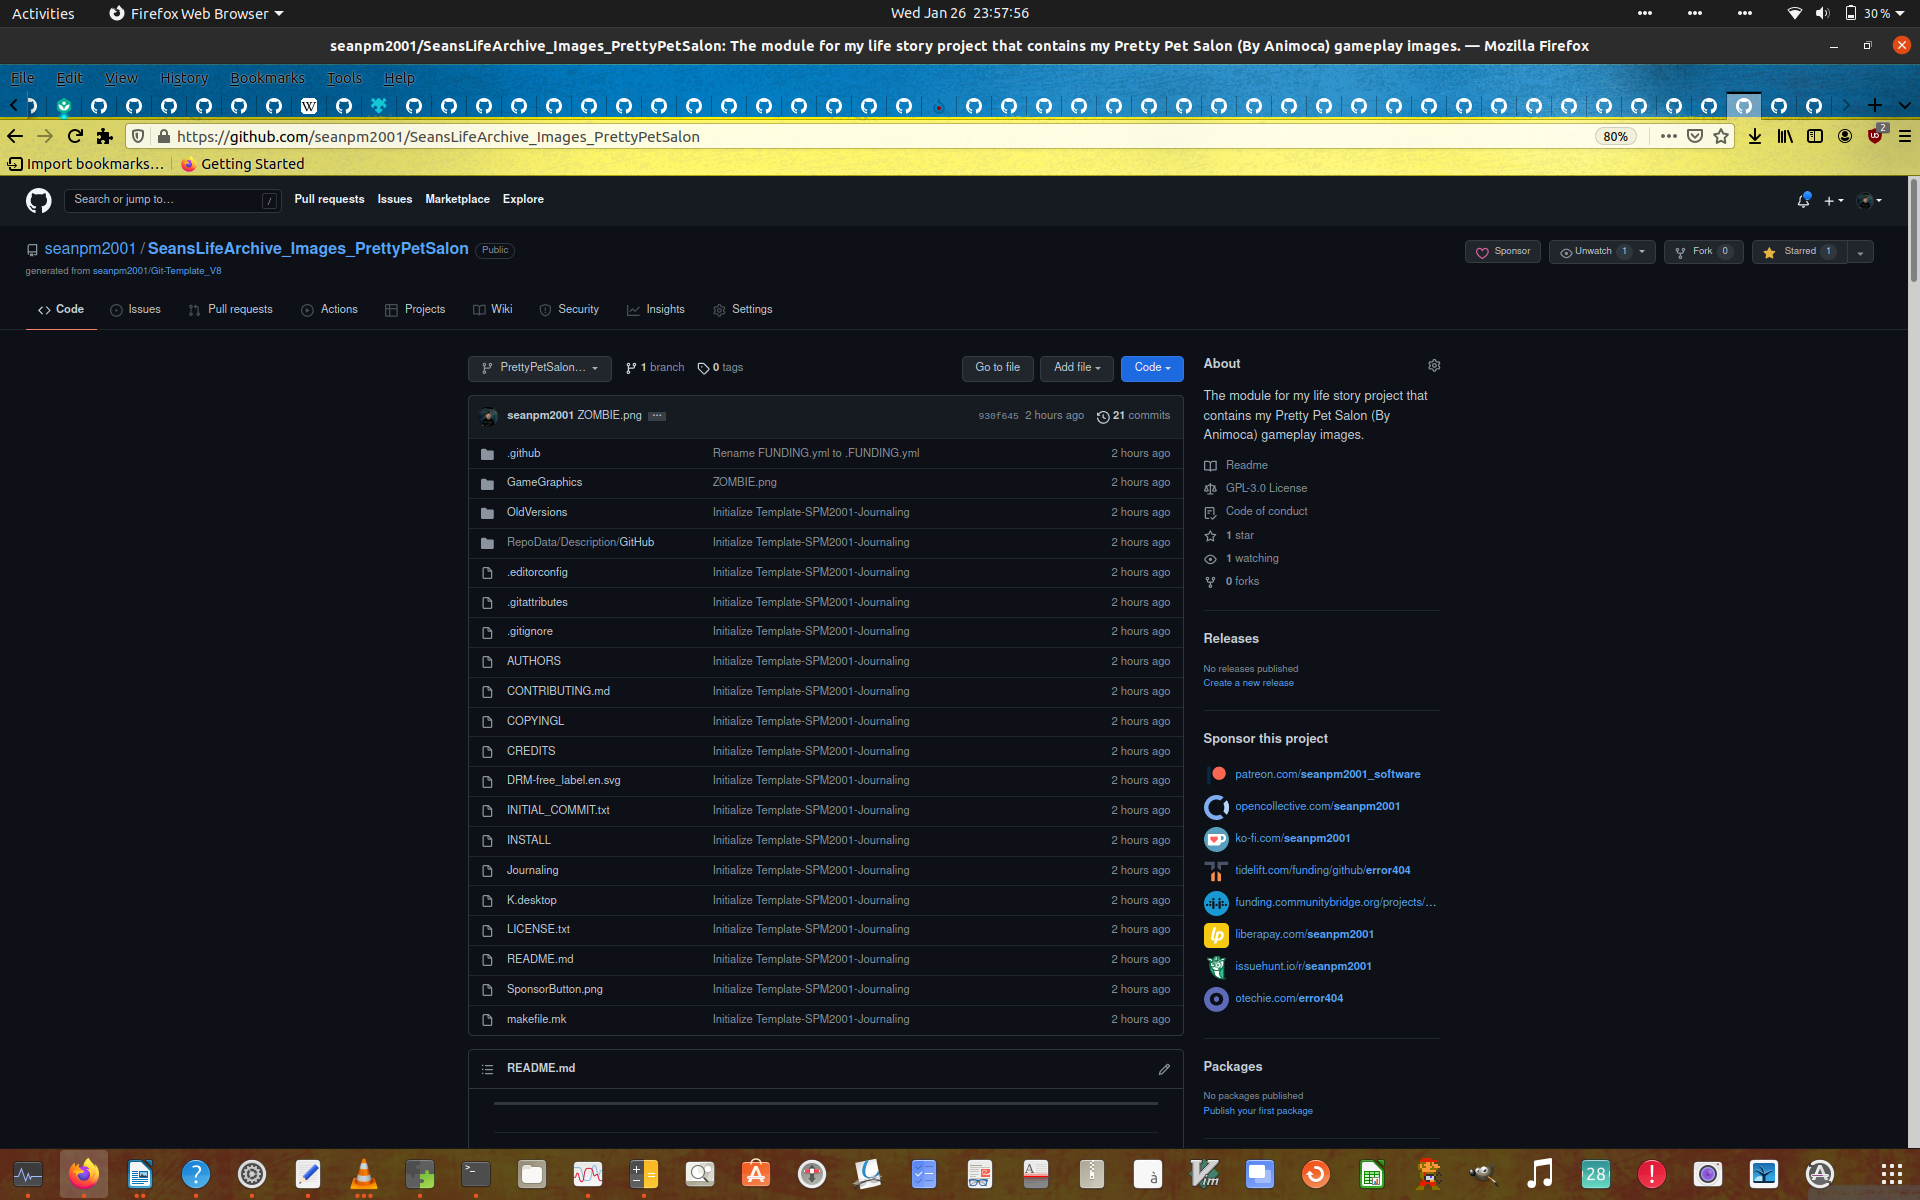 Activities
Firefox Web Browser
Wed Jan 26 23:57:56
30 %
seanpm2001/SeansLifeArchive_Images_PrettyPetSalon: The module for my life story project that contains my Pretty Pet Salon (By Animoca) gameplay images. — Mozilla Firefox
File Edit View History Bookmarks Tools Help
W
https://github.com/seanpm2001/SeansLifeArchive_Images_PrettyPetSalon
80%
2
Import bookmarks…
Getting Started
Search or jump to… /
Pull requests Issues Marketplace Explore
seanpm2001 / SeansLifeArchive_Images_PrettyPetSalon Public
generated from seanpm2001/Git-Template_V8
Sponsor
Unwatch 1
Fork 0
Starred 1
Code
Issues
Pull requests
Actions
Projects
Wiki
Security
Insights
Settings
PrettyPetSalon…
1 branch
0 tags
Go to file
Add file
Code
seanpm2001 ZOMBIE.png
930f645 2 hours ago
21 commits
.github Rename FUNDING.yml to .FUNDING.yml 2 hours ago
GameGraphics ZOMBIE.png 2 hours ago
OldVersions Initialize Template-SPM2001-Journaling 2 hours ago
RepoData/Description/GitHub Initialize Template-SPM2001-Journaling 2 hours ago
.editorconfig Initialize Template-SPM2001-Journaling 2 hours ago
.gitattributes Initialize Template-SPM2001-Journaling 2 hours ago
.gitignore Initialize Template-SPM2001-Journaling 2 hours ago
AUTHORS Initialize Template-SPM2001-Journaling 2 hours ago
CONTRIBUTING.md Initialize Template-SPM2001-Journaling 2 hours ago
COPYINGL Initialize Template-SPM2001-Journaling 2 hours ago
CREDITS Initialize Template-SPM2001-Journaling 2 hours ago
DRM-free_label.en.svg Initialize Template-SPM2001-Journaling 2 hours ago
INITIAL_COMMIT.txt Initialize Template-SPM2001-Journaling 2 hours ago
INSTALL Initialize Template-SPM2001-Journaling 2 hours ago
Journaling Initialize Template-SPM2001-Journaling 2 hours ago
K.desktop Initialize Template-SPM2001-Journaling 2 hours ago
LICENSE.txt Initialize Template-SPM2001-Journaling 2 hours ago
README.md Initialize Template-SPM2001-Journaling 2 hours ago
SponsorButton.png Initialize Template-SPM2001-Journaling 2 hours ago
makefile.mk Initialize Template-SPM2001-Journaling 2 hours ago
README.md
About
The module for my life story project that
contains my Pretty Pet Salon (By
Animoca) gameplay images.
Readme
GPL-3.0 License
Code of conduct
1 star
1 watching
0 forks
Releases
No releases published
Create a new release
Sponsor this project
patreon.com/seanpm2001_software
opencollective.com/seanpm2001
ko-fi.com/seanpm2001
tidelift.com/funding/github/error404
funding.communitybridge.org/projects/…
lp liberapay.com/seanpm2001
issuehunt.io/r/seanpm2001
otechie.com/error404
Packages
No packages published
Publish your first package
28